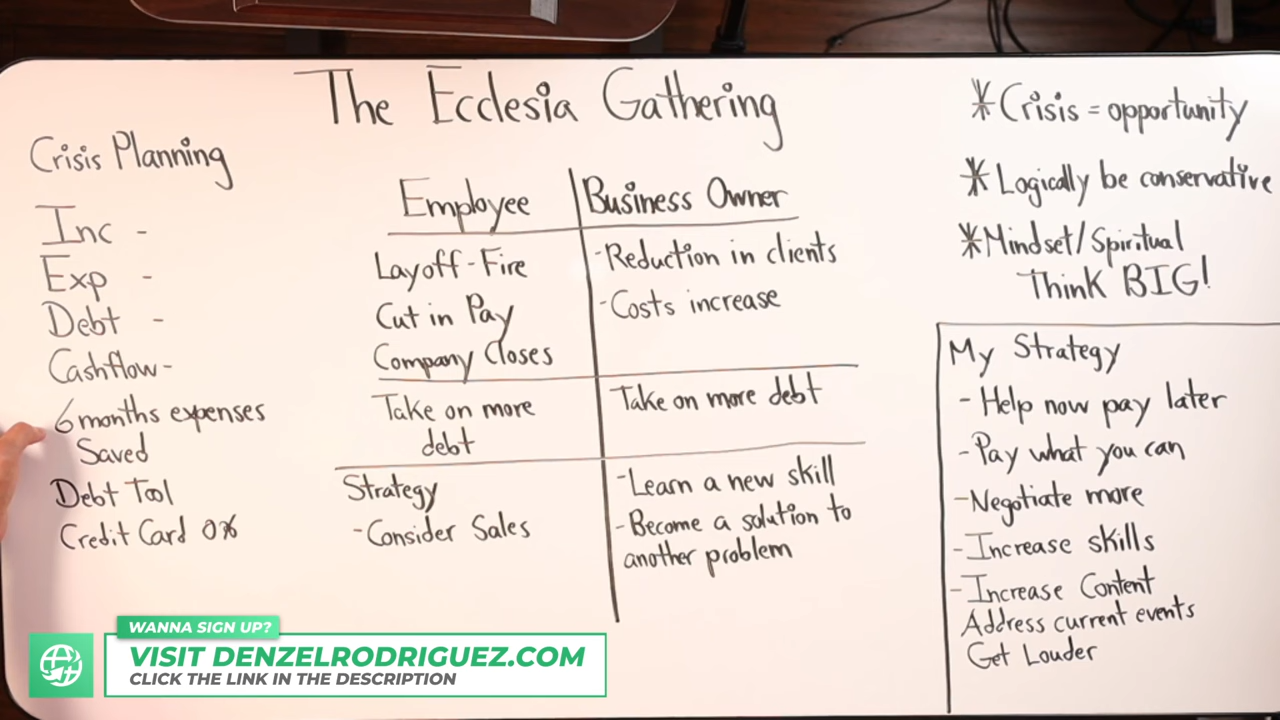 The Ecclesia Gathering
Crisis Planning
Inc -
Exp -
Debt -
Cashflow-
6 months expenses
Saved
Debt Tool
Credit Card 0%
Employee
Layoff-Fire
Cut in Pay
Company Closes
Take on more
debt
Strategy
-Consider Sales
Business Owner
-Reduction in clients
-Costs increase
Take on more debt
-Learn a new skill
-Become a solution to
another problem
*Crisis = opportunity
*Logically be conservative
*Mindset/Spiritual
Think BIG!
My Strategy
-Help now pay later
-Pay what you can
-Negotiate more
-Increase skills
-Increase Content
Address current events
Get Louder
WANNA SIGN UP?
VISIT DENZELRODRIGUEZ.COM
CLICK THE LINK IN THE DESCRIPTION